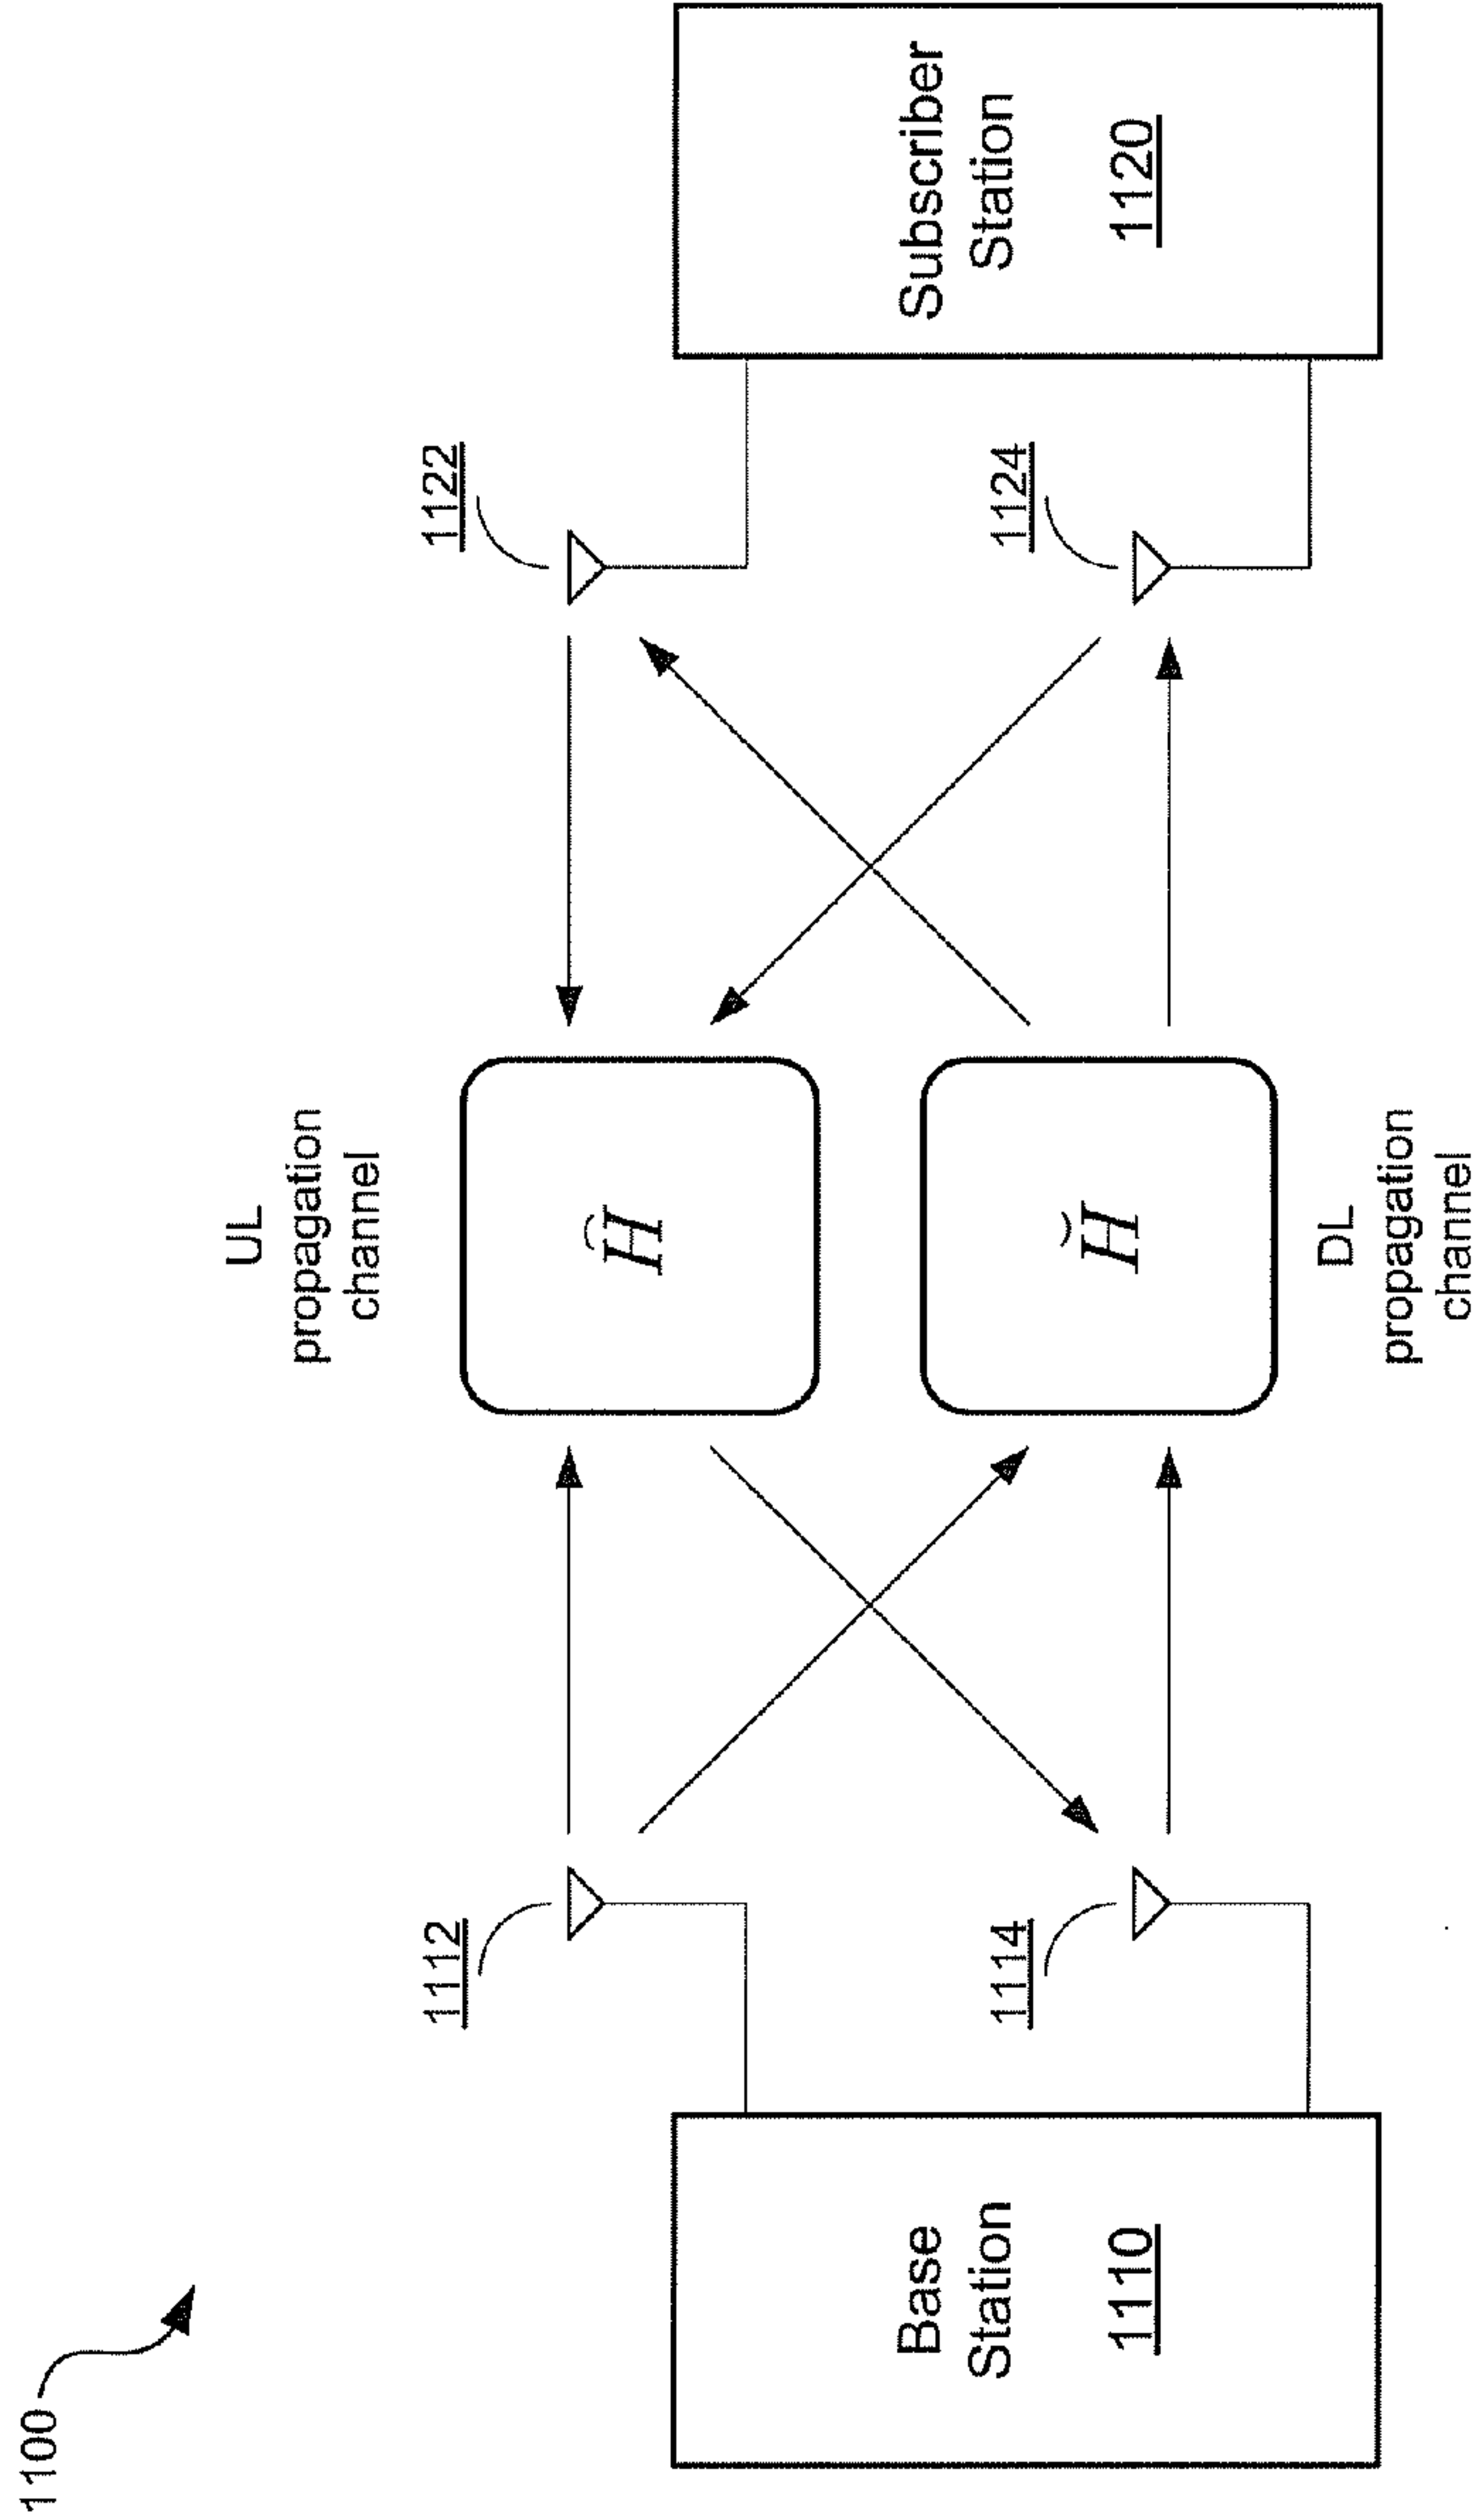 1100
UL
propagation
channel
1112
1122
Ĥ
Base
Station
1110
Subscriber
Station
1120
1114
1124
H̆
DL
propagation
channel